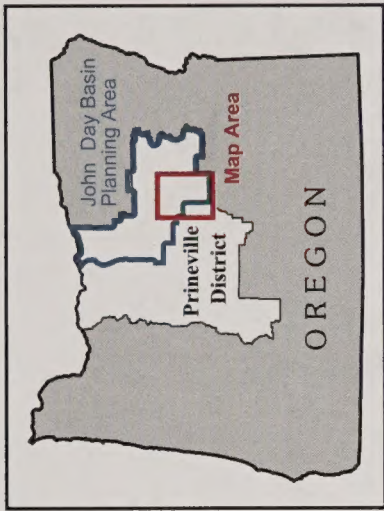 John Day Basin
Planning Area
Map Area
Prineville
District
OREGON